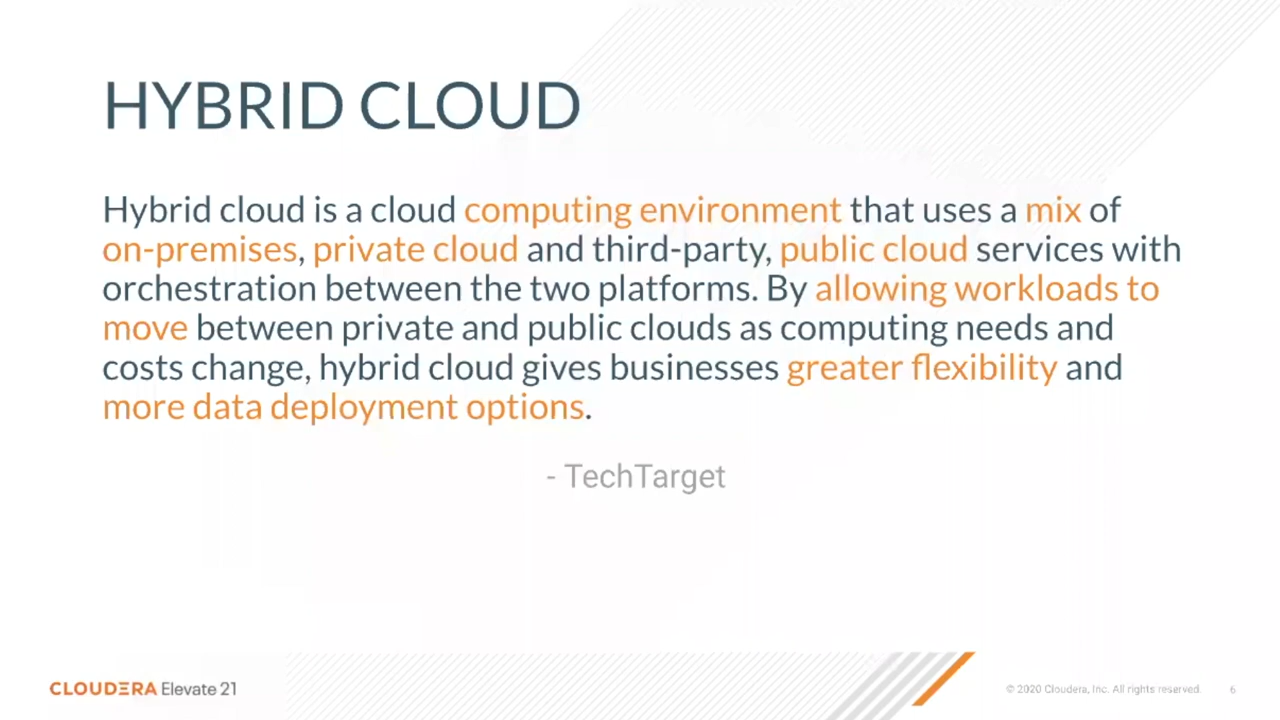 HYBRID CLOUD
Hybrid cloud is a cloud computing environment that uses a mix of
on-premises, private cloud and third-party, public cloud services with
orchestration between the two platforms. By allowing workloads to
move between private and public clouds as computing needs and
costs change, hybrid cloud gives businesses greater flexibility and
more data deployment options.
- TechTarget
CLOUDERA Elevate 21
© 2020 Cloudera, Inc. All rights reserved. 6